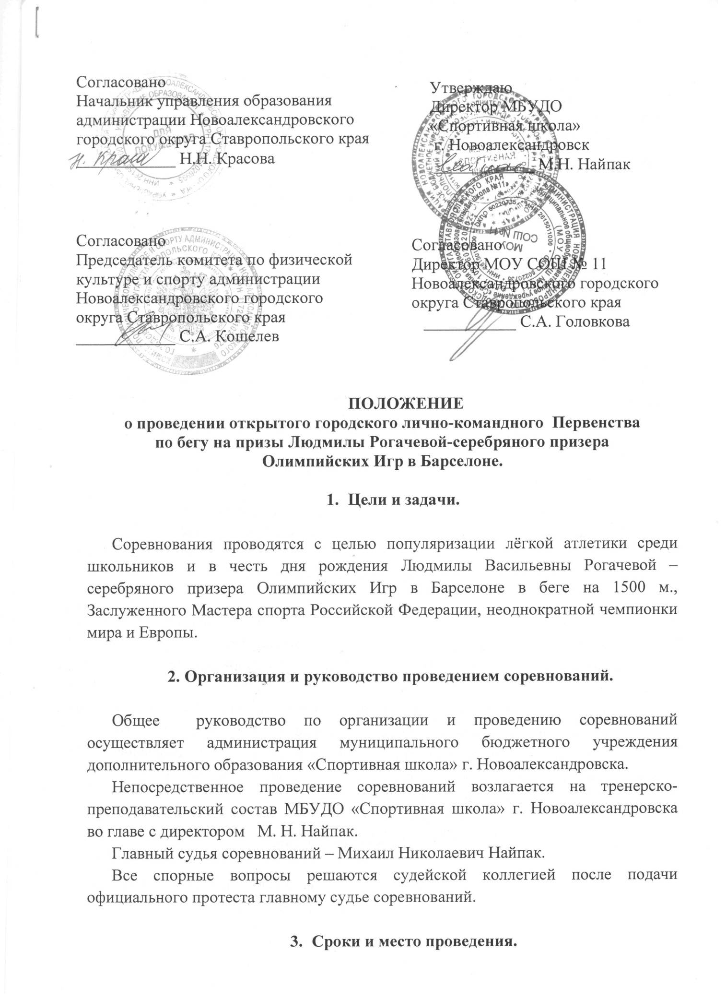 Согласовано
Начальник управления образования
администрации Новоалександровского
городского округа Ставропольского края
____________ Н.Н. Красова
Утверждаю
Директор МБУДО
«Спортивная школа»
г. Новоалександровск
____________ М.Н. Найпак
Согласовано
Председатель комитета по физической
культуре и спорту администрации
Новоалександровского городского
округа Ставропольского края
____________ С.А. Кошелев
Согласовано
Директор МОУ СОШ № 11
Новоалександровского городского
округа Ставропольского края
___________ С.А. Головкова
ДЛЯ
ДОКУМЕНТОВ
МОУ
СОШ №11
ПОЛОЖЕНИЕ
о проведении открытого городского лично-командного Первенства
по бегу на призы Людмилы Рогачевой-серебряного призера
Олимпийских Игр в Барселоне.
1. Цели и задачи.
Соревнования проводятся с целью популяризации лёгкой атлетики среди
школьников и в честь дня рождения Людмилы Васильевны Рогачевой –
серебряного призера Олимпийских Игр в Барселоне в беге на 1500 м.,
Заслуженного Мастера спорта Российской Федерации, неоднократной чемпионки
мира и Европы.
2. Организация и руководство проведением соревнований.
Общее руководство по организации и проведению соревнований
осуществляет администрация муниципального бюджетного учреждения
дополнительного образования «Спортивная школа» г. Новоалександровска.
Непосредственное проведение соревнований возлагается на тренерско-
преподавательский состав МБУДО «Спортивная школа» г. Новоалександровска
во главе с директором М. Н. Найпак.
Главный судья соревнований – Михаил Николаевич Найпак.
Все спорные вопросы решаются судейской коллегией после подачи
официального протеста главному судье соревнований.
3. Сроки и место проведения.